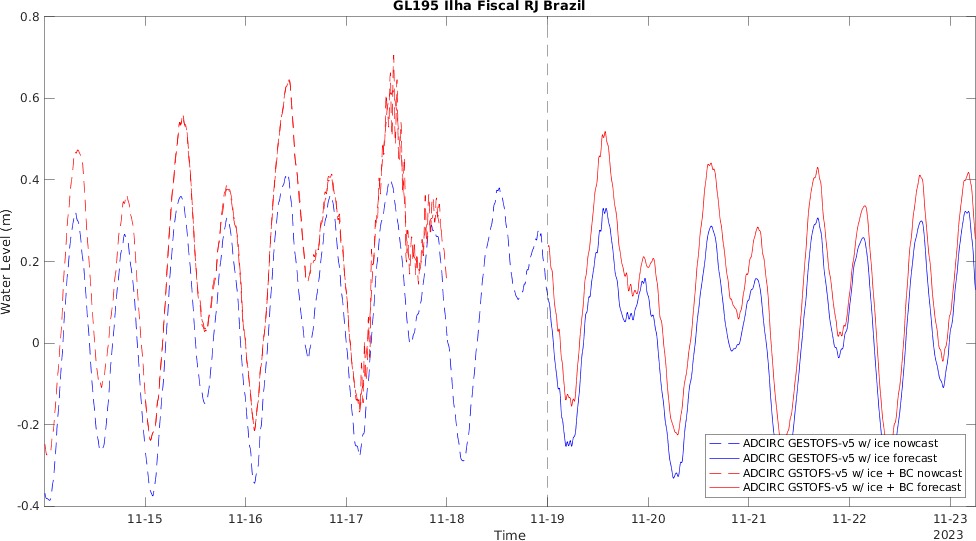 GL195 Ilha Fiscal RJ Brazil
0.8
0.6
0.4
0.2
0
-0.2
-0.4
Water Level (m)
11-15
11-16
11-17
11-18
11-19
11-20
11-21
11-22
11-23
2023
Time
ADCIRC GESTOFS-v5 w/ ice nowcast
ADCIRC GESTOFS-v5 w/ ice forecast
ADCIRC GSTOFS-v5 w/ ice + BC nowcast
ADCIRC GSTOFS-v5 w/ ice + BC forecast